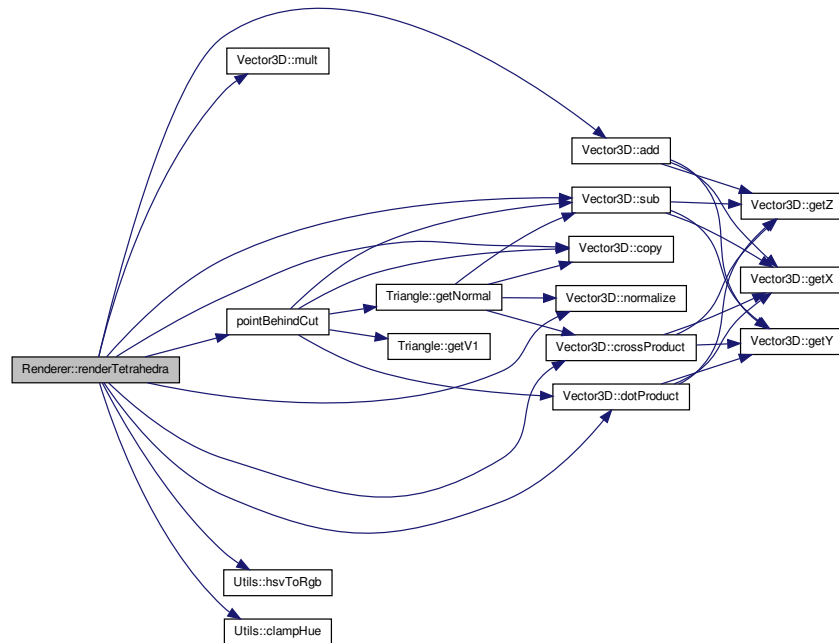 Vector3D::mult
Vector3D::add
Vector3D::sub
Vector3D::getZ
Vector3D::copy
Vector3D::getX
Triangle::getNormal
Vector3D::normalize
pointBehindCut
Vector3D::getY
Triangle::getV1
Vector3D::crossProduct
Renderer::renderTetrahedra
Vector3D::dotProduct
Utils::hsvToRgb
Utils::clampHue